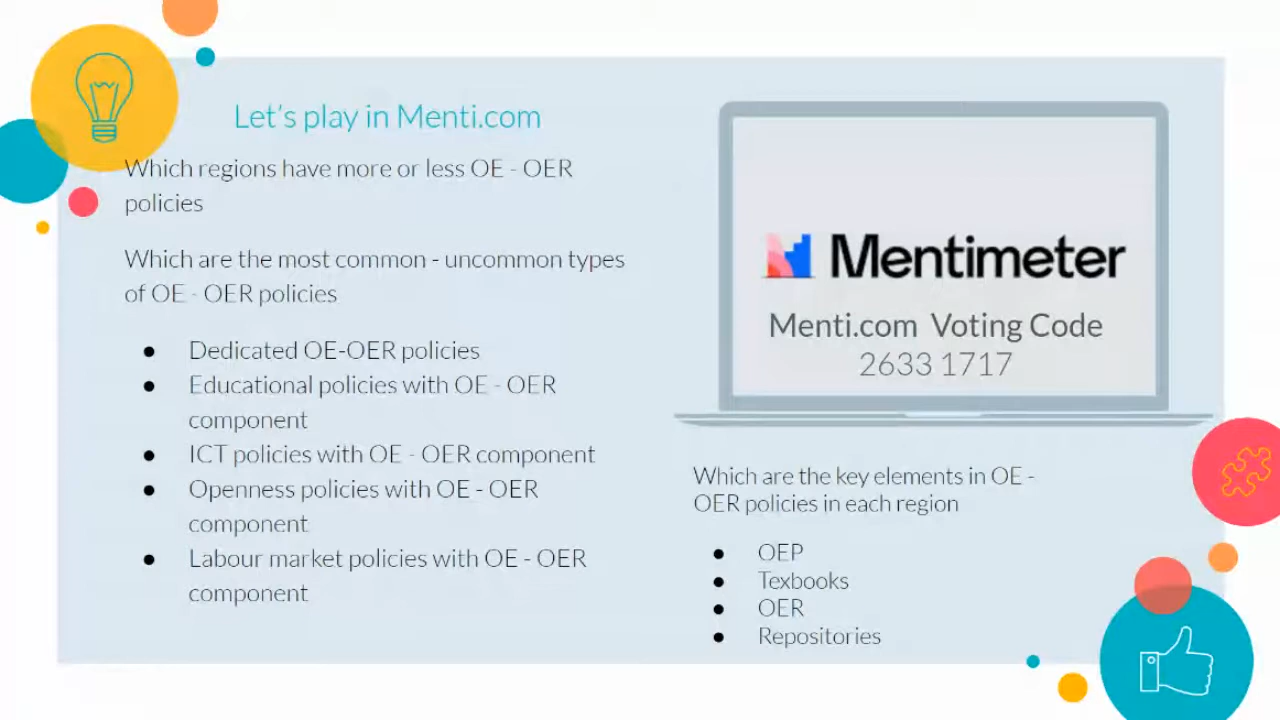 Let's play in Menti.com
Which regions have more or less OE - OER
policies
Which are the most common - uncommon types
of OE - OER policies
● Dedicated OE-OER policies
● Educational policies with OE - OER
component
● ICT policies with OE - OER component
● Openness policies with OE - OER
component
● Labour market policies with OE - OER
component
Mentimeter
Menti.com Voting Code
2633 1717
Which are the key elements in OE -
OER policies in each region
● OEP
● Texbooks
● OER
● Repositories